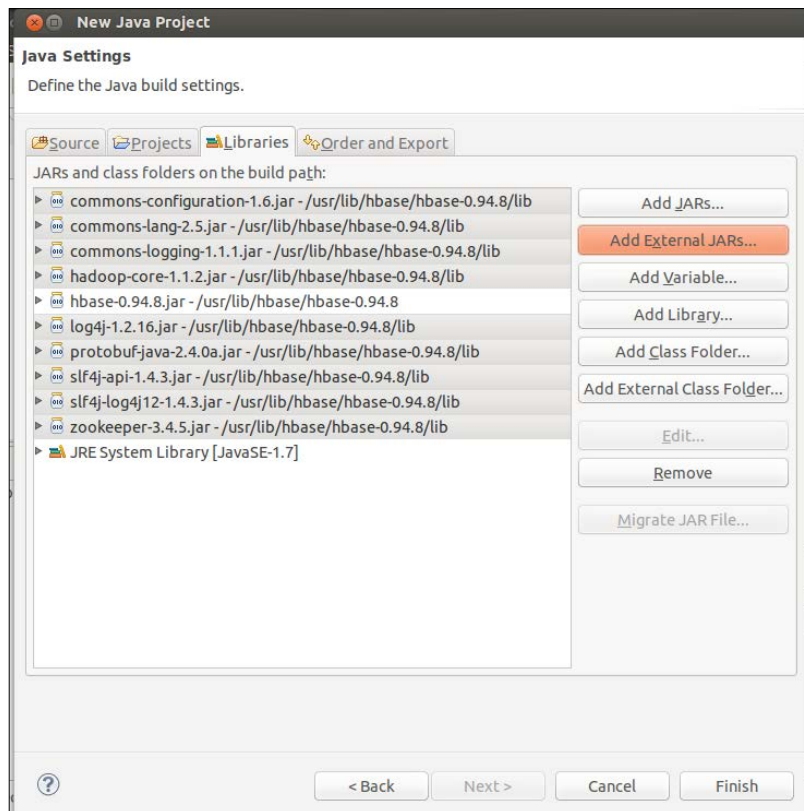 New Java Project
Java Settings
Define the Java build settings.
Source Projects Libraries Order and Export
JARs and class folders on the build path:
commons-configuration-1.6.jar - /usr/lib/hbase/hbase-0.94.8/lib
commons-lang-2.5.jar - /usr/lib/hbase/hbase-0.94.8/lib
commons-logging-1.1.1.jar - /usr/lib/hbase/hbase-0.94.8/lib
hadoop-core-1.1.2.jar - /usr/lib/hbase/hbase-0.94.8/lib
hbase-0.94.8.jar - /usr/lib/hbase/hbase-0.94.8
log4j-1.2.16.jar - /usr/lib/hbase/hbase-0.94.8/lib
protobuf-java-2.4.0a.jar - /usr/lib/hbase/hbase-0.94.8/lib
slf4j-api-1.4.3.jar - /usr/lib/hbase/hbase-0.94.8/lib
slf4j-log4j12-1.4.3.jar - /usr/lib/hbase/hbase-0.94.8/lib
zookeeper-3.4.5.jar - /usr/lib/hbase/hbase-0.94.8/lib
JRE System Library [JavaSE-1.7]
Add JARs...
Add External JARs...
Add Variable...
Add Library...
Add Class Folder...
Add External Class Folder...
Edit...
Remove
Migrate JAR File...
? < Back Next > Cancel Finish